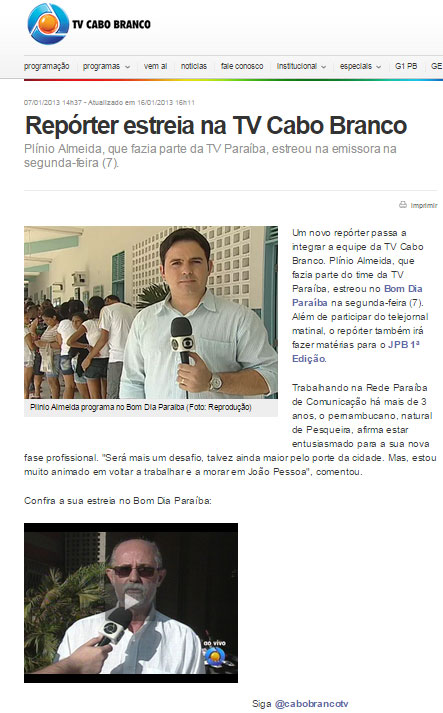 TV CABO BRANCO
programação programas vem aí notícias fale conosco Institucional especiais G1 PB GE
07/01/2013 14h37 - Atualizado em 16/01/2013 16h11
Repórter estreia na TV Cabo Branco
Plínio Almeida, que fazia parte da TV Paraíba, estreou na emissora na
segunda-feira (7).
Imprimir
Um novo repórter passa a
integrar a equipe da TV Cabo
Branco. Plínio Almeida, que
fazia parte do time da TV
Paraíba, estreou no Bom Dia
Paraíba na segunda-feira (7).
Além de participar do telejornal
matinal, o repórter também irá
fazer matérias para o JPB 1ª
Edição.
Plínio Almeida programa no Bom Dia Paraíba (Foto: Reprodução)
Trabalhando na Rede Paraíba
de Comunicação há mais de 3
anos, o pernambucano, natural
de Pesqueira, afirma estar
entusiasmado para a sua nova
fase profissional. "Será mais um desafio, talvez ainda maior pelo porte da cidade. Mas, estou
muito animado em voltar a trabalhar e a morar em João Pessoa", comentou.
Confira a sua estreia no Bom Dia Paraíba:
ao vivo
Siga @cabobrancotv